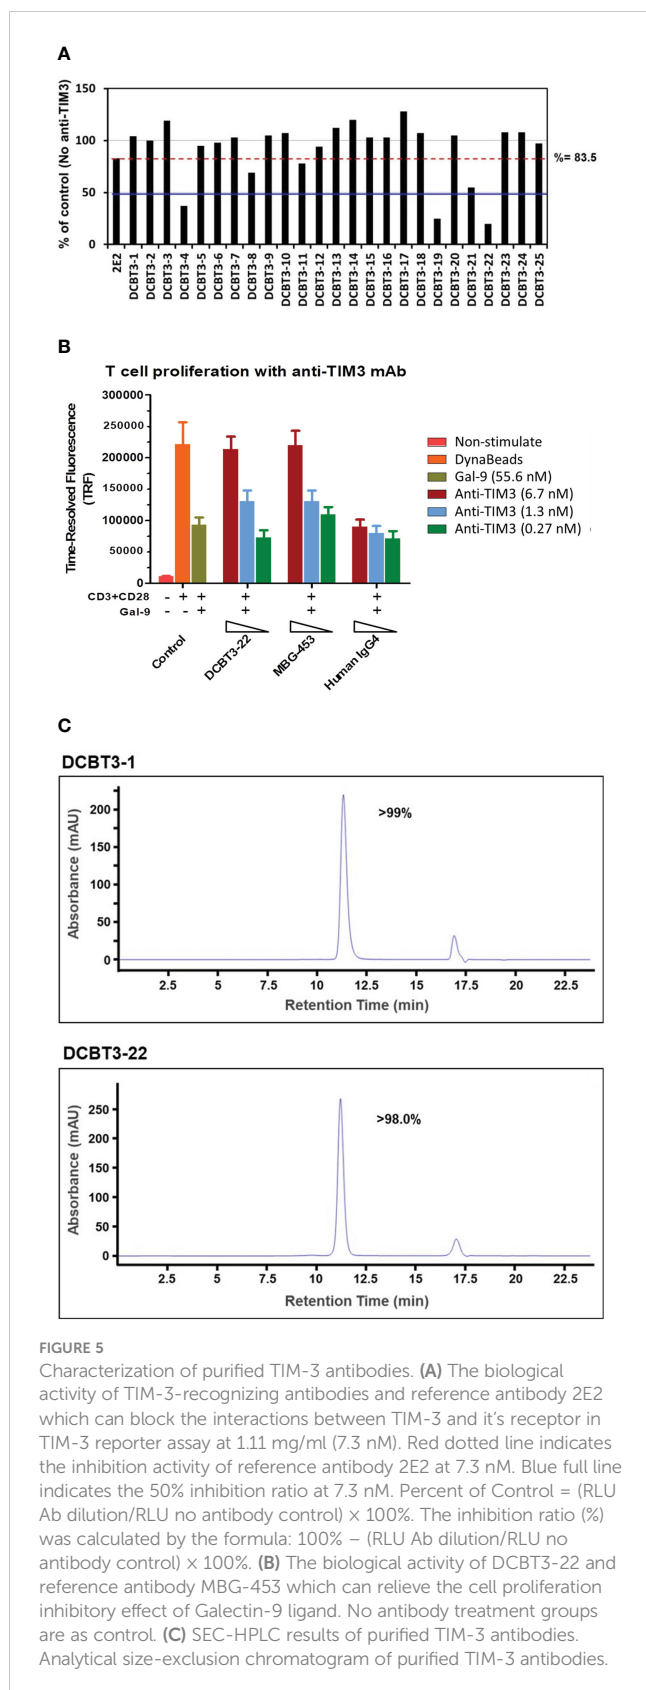 A
% of control (No anti-TIM3)
150
100
50
0
%= 83.5
2E2
DCBT3-1
DCBT3-2
DCBT3-3
DCBT3-4
DCBT3-5
DCBT3-6
DCBT3-7
DCBT3-8
DCBT3-9
DCBT3-10
DCBT3-11
DCBT3-12
DCBT3-13
DCBT3-14
DCBT3-15
DCBT3-16
DCBT3-17
DCBT3-18
DCBT3-19
DCBT3-20
DCBT3-21
DCBT3-22
DCBT3-23
DCBT3-24
DCBT3-25
B
T cell proliferation with anti-TIM3 mAb
Time-Resolved Fluorescence
(TRF)
300000
250000
200000
150000
100000
50000
0
Non-stimulate
DynaBeads
Gal-9 (55.6 nM)
Anti-TIM3 (6.7 nM)
Anti-TIM3 (1.3 nM)
Anti-TIM3 (0.27 nM)
CD3+CD28 - + + + + +
Gal-9 - - + + + +
Control
DCBT3-22
MBG-453
Human IgG4
C
DCBT3-1
Absorbance (mAU)
200
150
100
50
0
>99%
2.5 5 7.5 10 12.5 15 17.5 20 22.5
Retention Time (min)
DCBT3-22
Absorbance (mAU)
250
200
150
100
50
0
>98.0%
2.5 5 7.5 10 12.5 15 17.5 20 22.5
Retention Time (min)
FIGURE 5
Characterization of purified TIM-3 antibodies. (A) The biological
activity of TIM-3-recognizing antibodies and reference antibody 2E2
which can block the interactions between TIM-3 and it's receptor in
TIM-3 reporter assay at 1.11 mg/ml (7.3 nM). Red dotted line indicates
the inhibition activity of reference antibody 2E2 at 7.3 nM. Blue full line
indicates the 50% inhibition ratio at 7.3 nM. Percent of Control = (RLU
Ab dilution/RLU no antibody control) × 100%. The inhibition ratio (%)
was calculated by the formula: 100% – (RLU Ab dilution/RLU no
antibody control) × 100%. (B) The biological activity of DCBT3-22 and
reference antibody MBG-453 which can relieve the cell proliferation
inhibitory effect of Galectin-9 ligand. No antibody treatment groups
are as control. (C) SEC-HPLC results of purified TIM-3 antibodies.
Analytical size-exclusion chromatogram of purified TIM-3 antibodies.